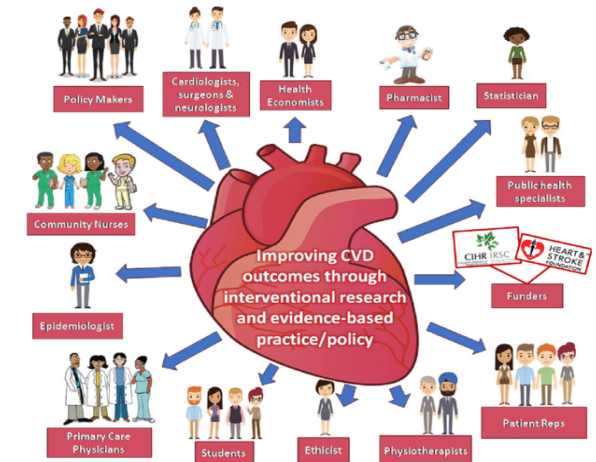 Policy Makers
Cardiologists,
surgeons &
neurologists
Health
Economists
Pharmacist
Statistician
Community Nurses
Public health
specialists
Improving CVD
outcomes through
interventional research
and evidence-based
practice/policy
CIHR IRSC
HEART &
STROKE
FOUNDATION
Funders
Epidemiologist
Primary Care
Physicians
Students
Ethicist
Physiotherapists
Patient Reps